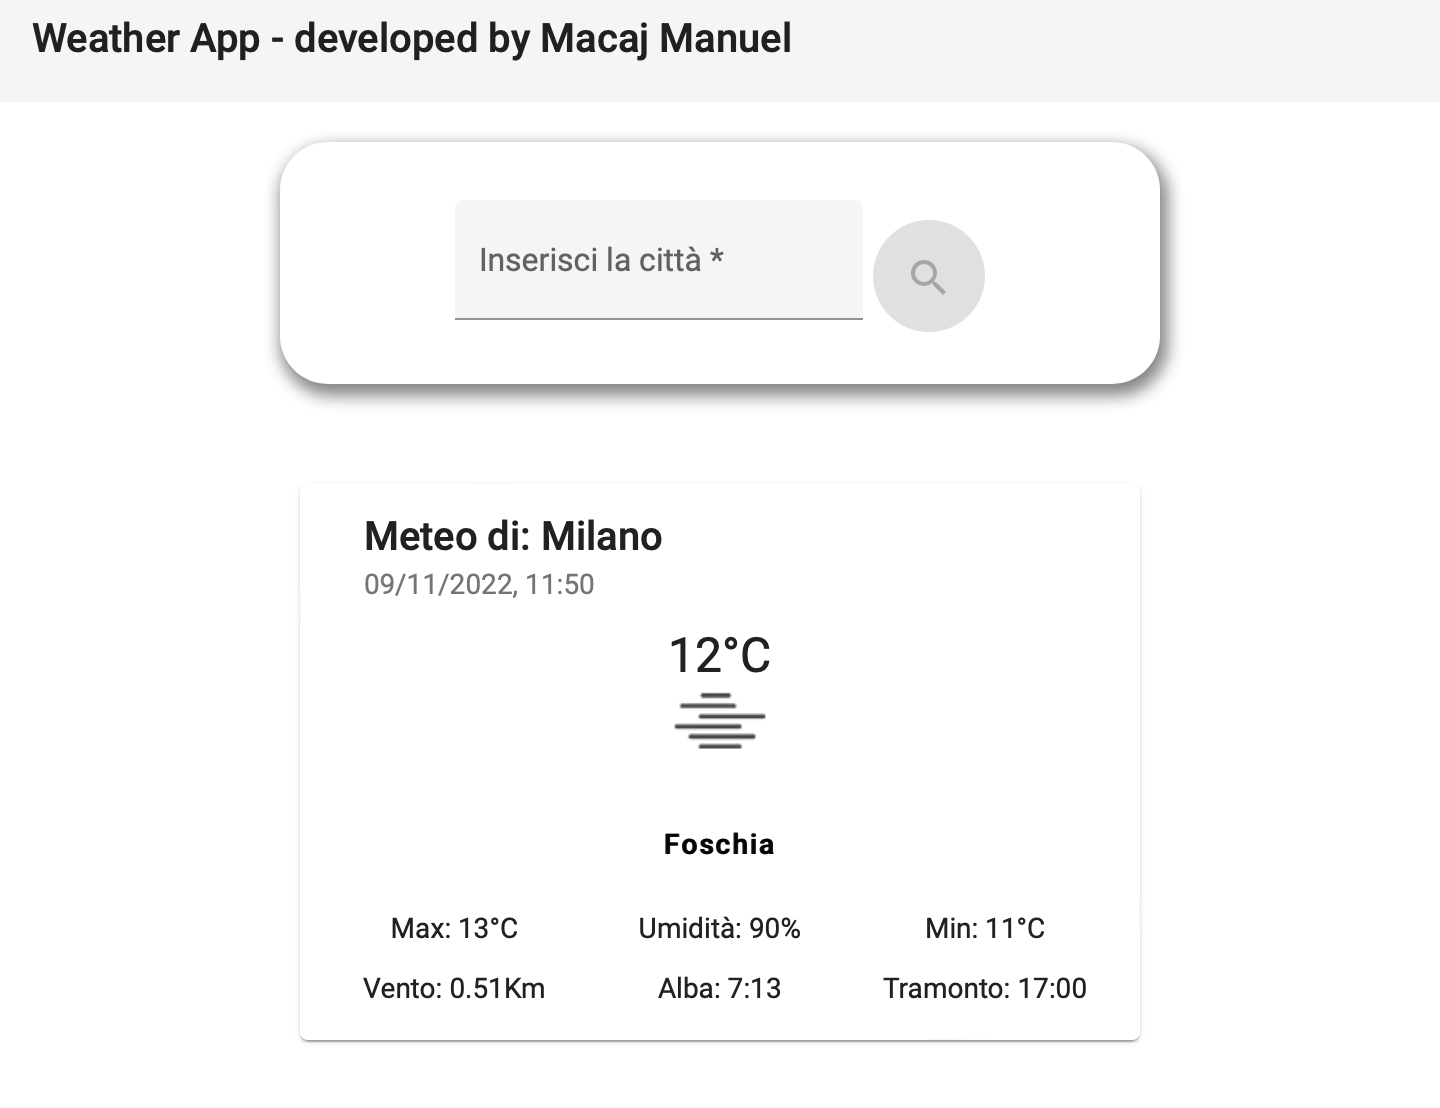 Weather App - developed by Macaj Manuel
Inserisci la città *
Meteo di: Milano
09/11/2022, 11:50
12°C
Foschia
Max: 13°C Umidità: 90% Min: 11°C
Vento: 0.51Km Alba: 7:13 Tramonto: 17:00